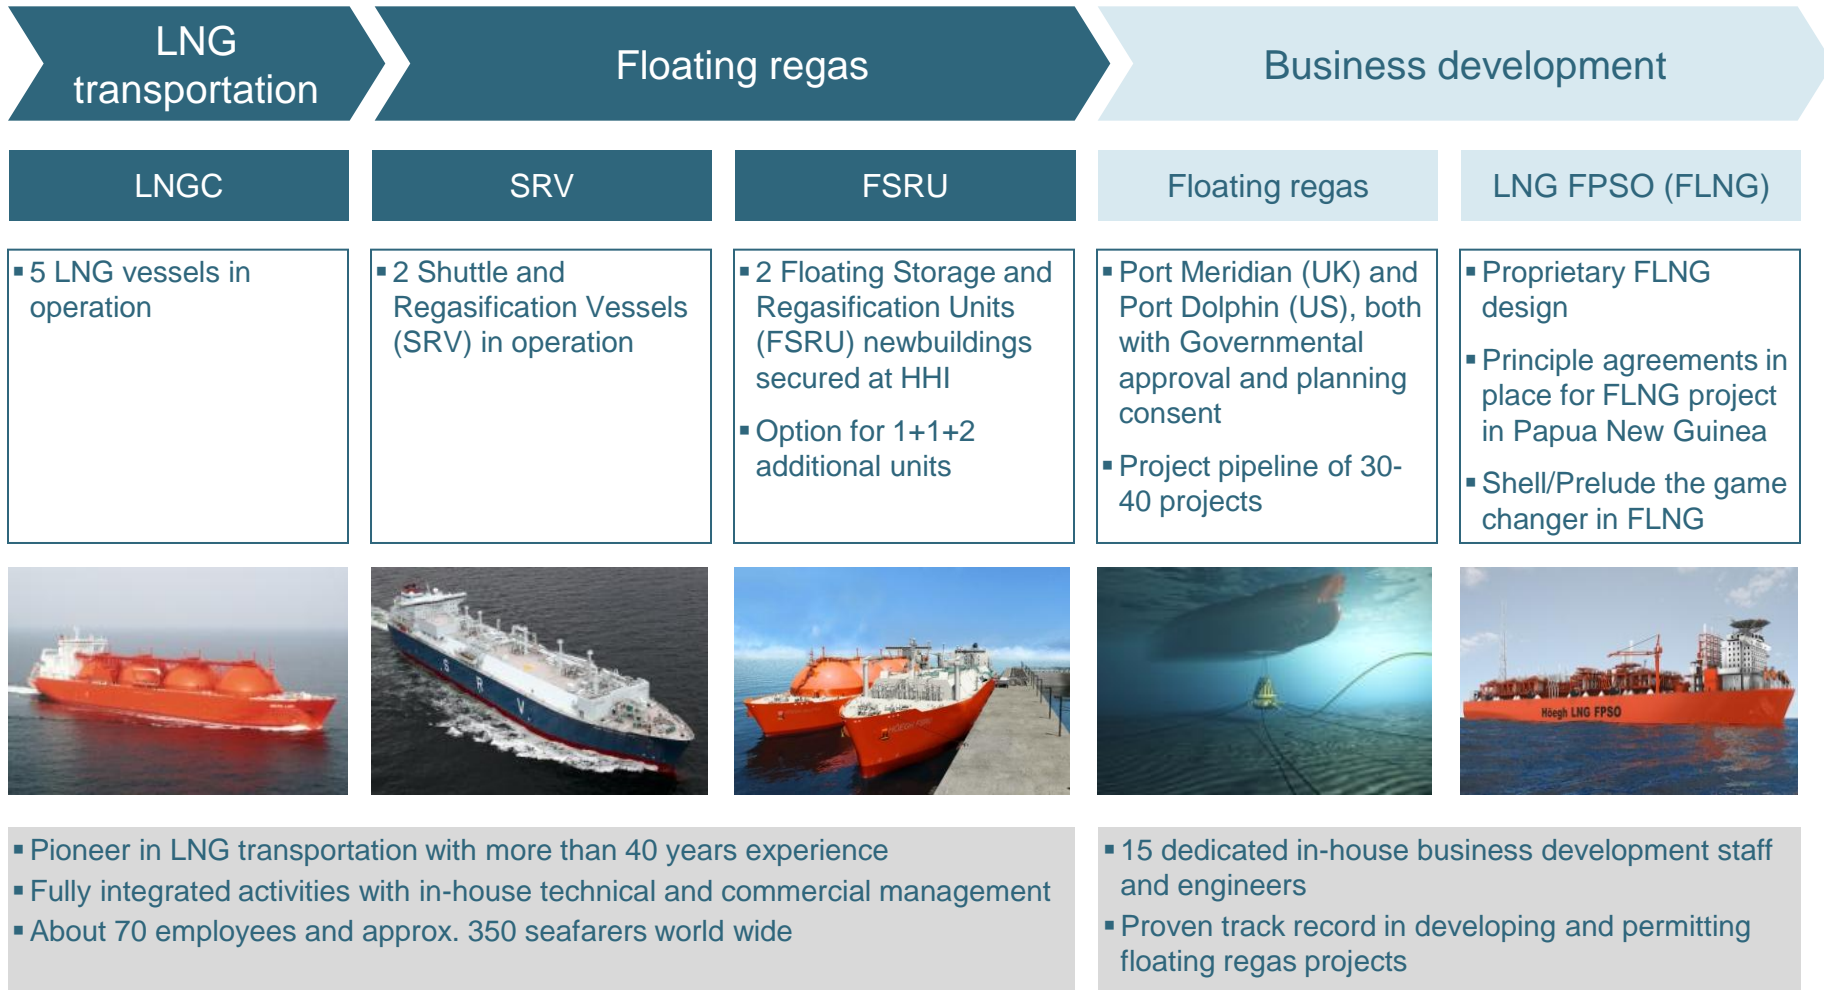 LNG
transportation
Floating regas
Business development
LNGC
SRV
FSRU
Floating regas
LNG FPSO (FLNG)
▪ 5 LNG vessels in
operation
▪ 2 Shuttle and
Regasification Vessels
(SRV) in operation
▪ 2 Floating Storage and
Regasification Units
(FSRU) newbuildings
secured at HHI
▪ Option for 1+1+2
additional units
▪ Port Meridian (UK) and
Port Dolphin (US), both
with Governmental
approval and planning
consent
▪ Project pipeline of 30-
40 projects
▪ Proprietary FLNG
design
▪ Principle agreements in
place for FLNG project
in Papua New Guinea
▪ Shell/Prelude the game
changer in FLNG
S
R
V
HÖEGH FSRU
Höegh LNG FPSO
▪ Pioneer in LNG transportation with more than 40 years experience
▪ Fully integrated activities with in-house technical and commercial management
▪ About 70 employees and approx. 350 seafarers world wide
▪ 15 dedicated in-house business development staff
and engineers
▪ Proven track record in developing and permitting
floating regas projects